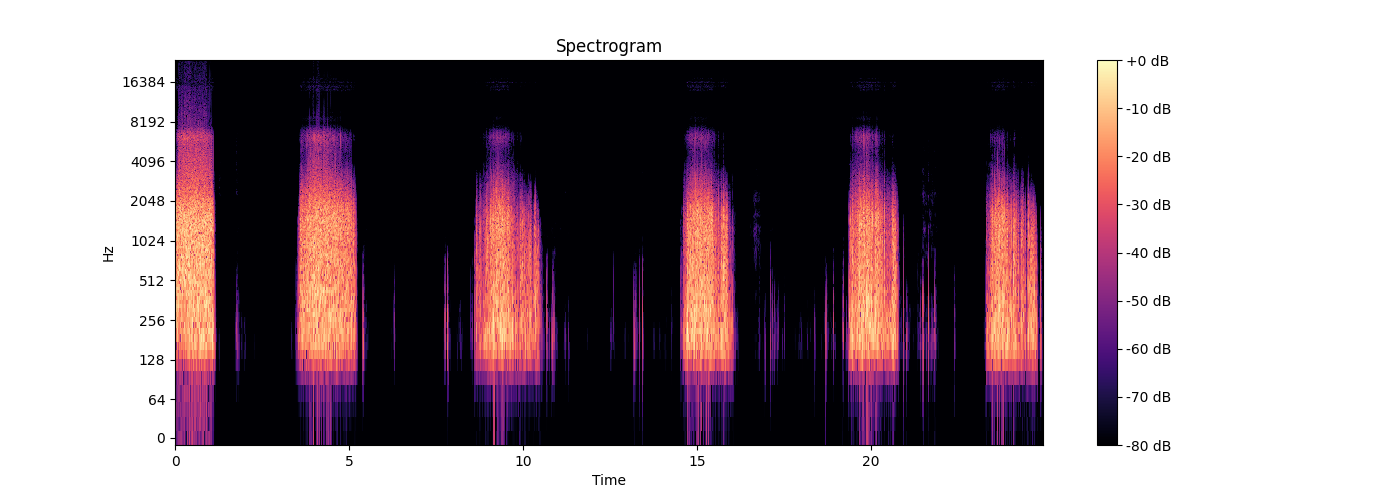 Spectrogram
Hz
16384
8192
4096
2048
1024
512
256
128
64
0
0 5 10 15 20
Time
+0 dB
-10 dB
-20 dB
-30 dB
-40 dB
-50 dB
-60 dB
-70 dB
-80 dB